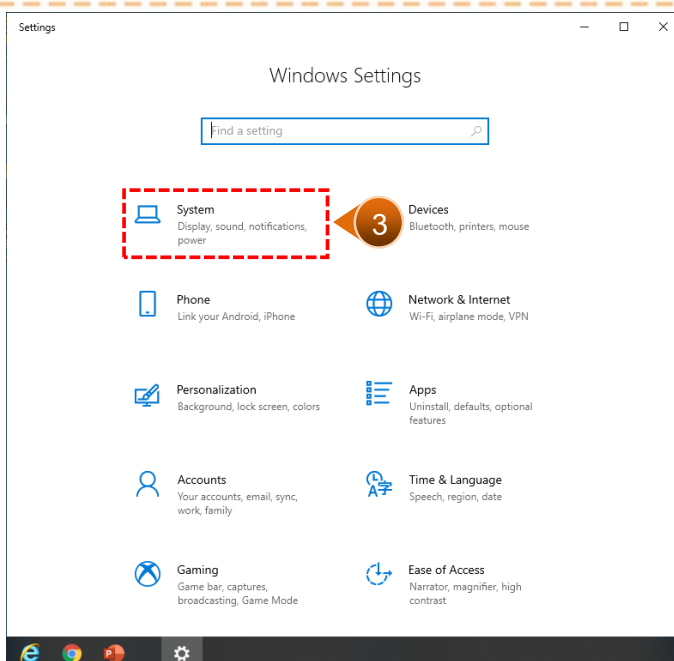 Settings
Windows Settings
Find a setting
System
Display, sound, notifications,
power
3
Devices
Bluetooth, printers, mouse
Phone
Link your Android, iPhone
Network & Internet
Wi-Fi, airplane mode, VPN
Personalization
Background, lock screen, colors
Apps
Uninstall, defaults, optional
features
Accounts
Your accounts, email, sync,
work, family
Time & Language
Speech, region, date
Gaming
Game bar, captures,
broadcasting, Game Mode
Ease of Access
Narrator, magnifier, high
contrast